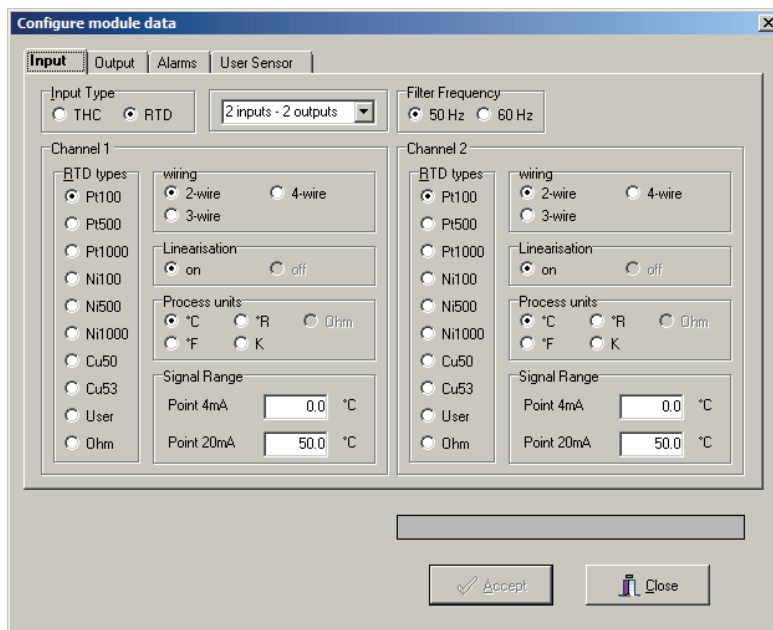 Configure module data
Input Output Alarms User Sensor
Input Type
THC RTD
2 inputs - 2 outputs
Filter Frequency
50 Hz 60 Hz
Channel 1
RTD types
Pt100
Pt500
Pt1000
Ni100
Ni500
Ni1000
Cu50
Cu53
User
Ohm
wiring
2-wire 4-wire
3-wire
Linearisation
on off
Process units
°C °R Ohm
°F K
Signal Range
Point 4mA 0.0 °C
Point 20mA 50.0 °C
Channel 2
RTD types
Pt100
Pt500
Pt1000
Ni100
Ni500
Ni1000
Cu50
Cu53
User
Ohm
wiring
2-wire 4-wire
3-wire
Linearisation
on off
Process units
°C °R Ohm
°F K
Signal Range
Point 4mA 0.0 °C
Point 20mA 50.0 °C
Accept Close